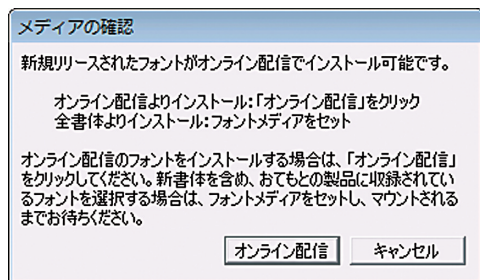 メディアの確認
新規リリースされたフォントがオンライン配信でインストール可能です。
オンライン配信よりインストール:「オンライン配信」をクリック
全書体よりインストール:フォントメディアをセット
オンライン配信のフォントをインストールする場合は、「オンライン配信」
をクリックしてください。新書体を含め、おてもとの製品に収録されてい
るフォントを選択する場合は、フォントメディアをセットし、マウントされる
までお待ちください。
オンライン配信 キャンセル